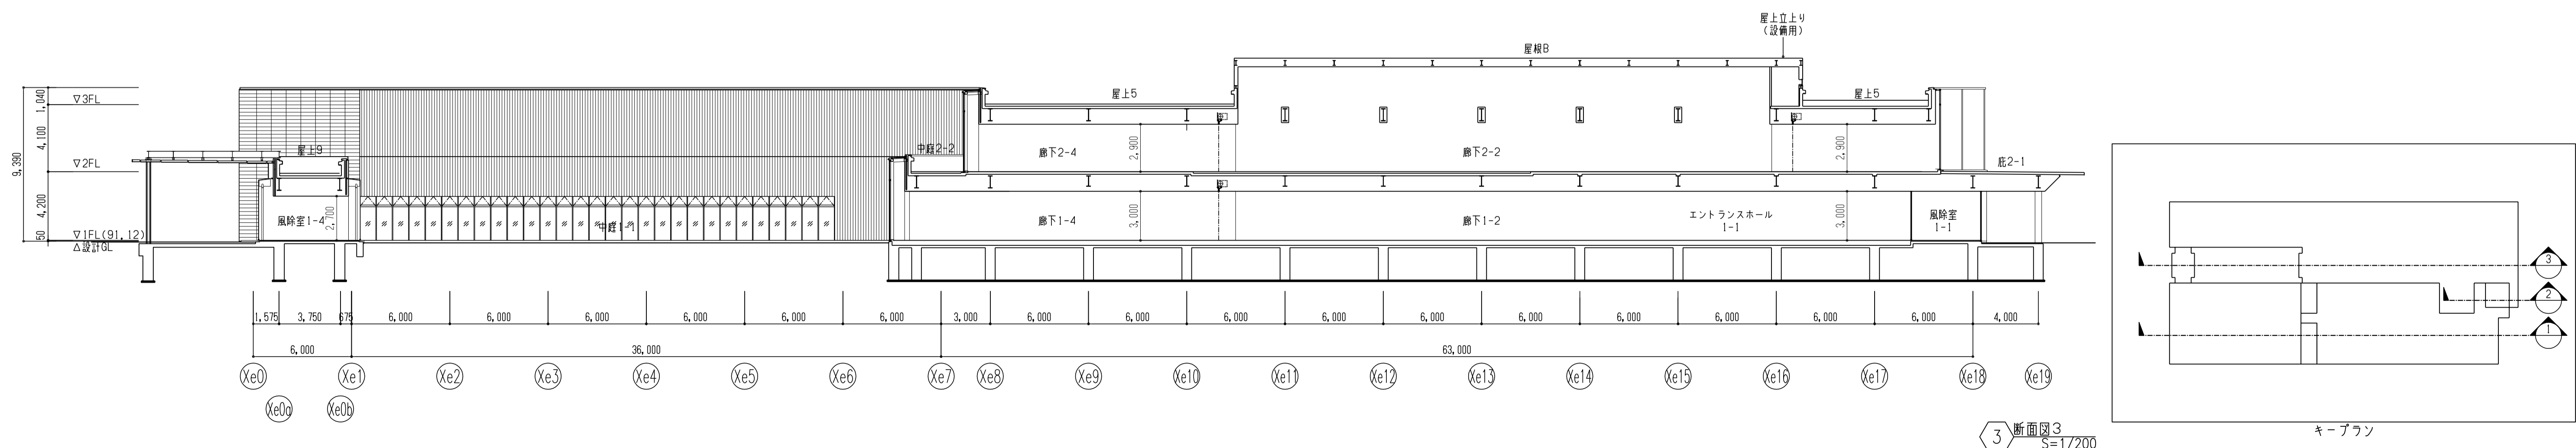 屋上立上り
(設備用)
屋根B
▽3FL
屋上5
屋上5
1,040
4,100
9,390
4,200
50
▽2FL
屋上9
中庭2-2
廊下2-4
2,900
廊下2-2
2,900
庇2-1
風除室1-4
2,700
中庭1-1
廊下1-4
3,000
廊下1-2
エントランスホール
1-1
3,000
風除室
1-1
▽1FL(91,12)
△設計GL
1,575
3,750
675
6,000
6,000
6,000
6,000
6,000
6,000
3,000
6,000
6,000
6,000
6,000
6,000
6,000
6,000
6,000
6,000
6,000
4,000
6,000
36,000
63,000
Xe0
Xe1
Xe2
Xe3
Xe4
Xe5
Xe6
Xe7
Xe8
Xe9
Xe10
Xe11
Xe12
Xe13
Xe14
Xe15
Xe16
Xe17
Xe18
Xe19
Xe0a
Xe0b
3
断面図3
S=1/200
3
2
1
キープラン